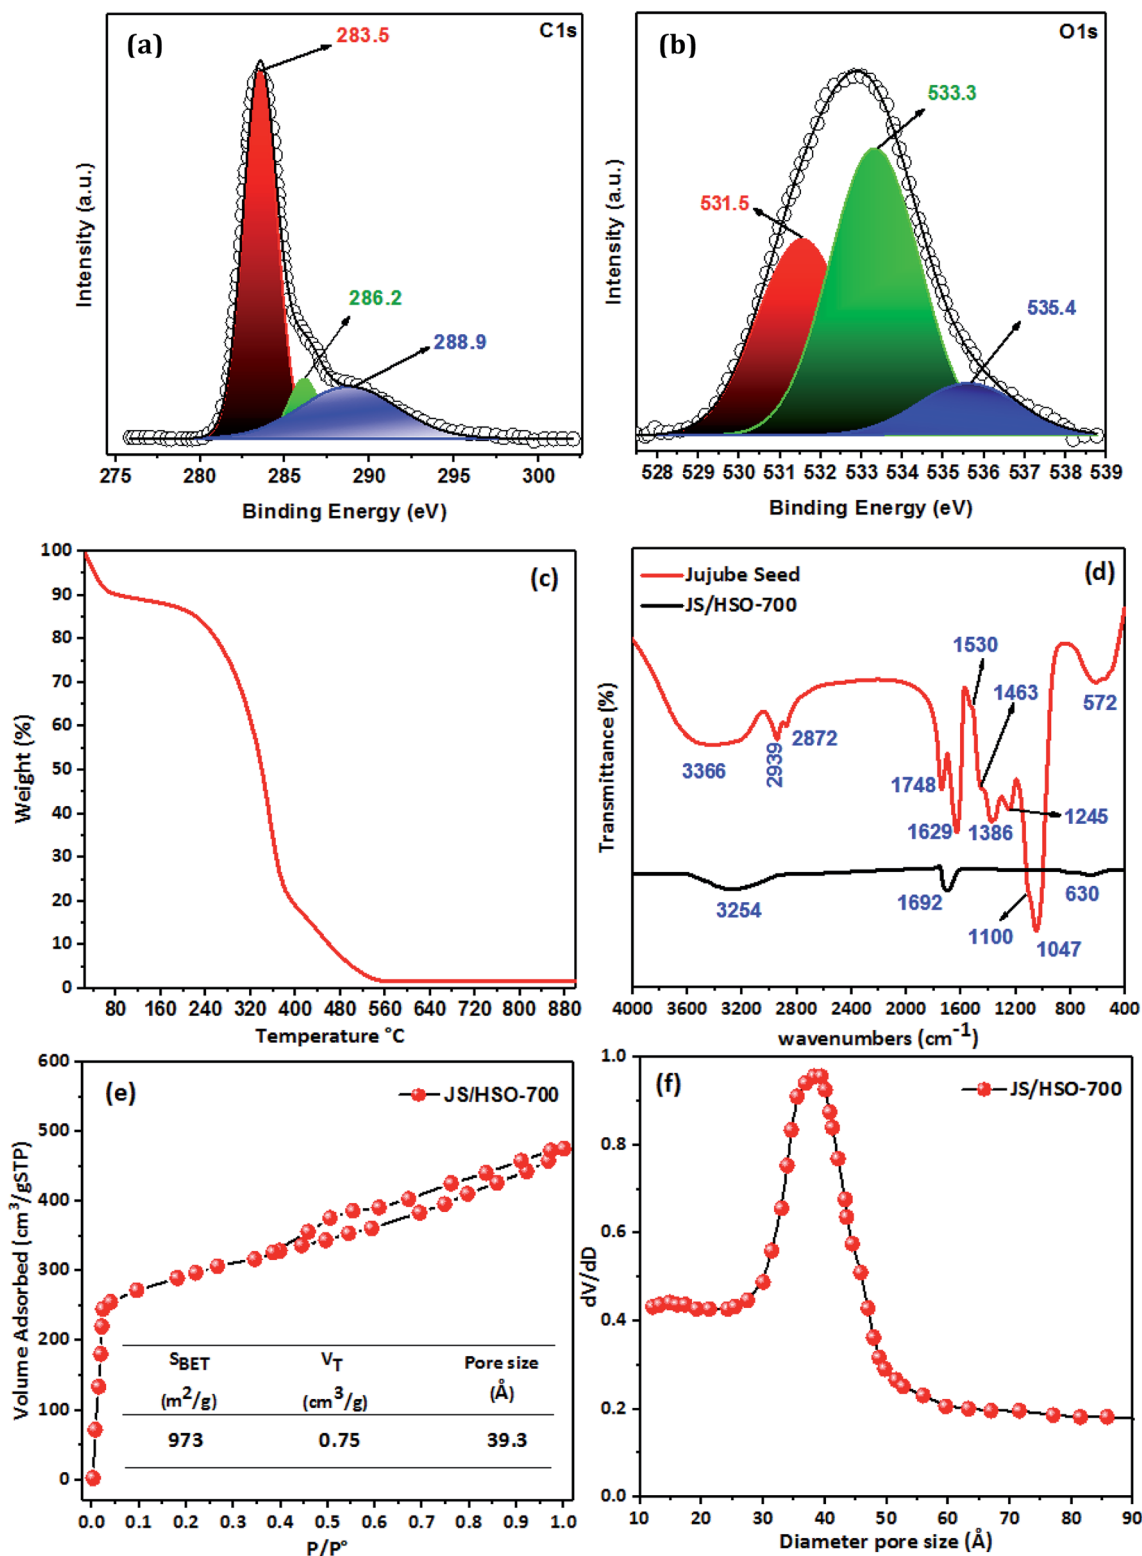 (a)
C1s
283.5
286.2
288.9
Intensity (a.u.)
275 280 285 290 295 300
Binding Energy (eV)
(b)
O1s
533.3
531.5
535.4
Intensity (a.u.)
528 529 530 531 532 533 534 535 536 537 538 539
Binding Energy (eV)
(c)
100
90
80
70
60
50
40
30
20
10
0
Weight (%)
80 160 240 320 400 480 560 640 720 800 880
Temperature °C
(d)
Jujube Seed
JS/HSO-700
1530
1463
572
2872
2939
3366
1748
1629
1386
1245
3254
1692
630
1100
1047
Transmittance (%)
4000 3600 3200 2800 2400 2000 1600 1200 800 400
wavenumbers (cm⁻¹)
(e)
JS/HSO-700
600
500
400
300
200
100
0
Volume Adsorbed (cm³/gSTP)
S_BET V_T Pore size
(m²/g) (cm³/g) (Å)
973 0.75 39.3
0.0 0.1 0.2 0.3 0.4 0.5 0.6 0.7 0.8 0.9 1.0
P/P°
(f)
JS/HSO-700
1.0
0.8
0.6
0.4
0.2
0.0
dV/dD
10 20 30 40 50 60 70 80 90
Diameter pore size (Å)